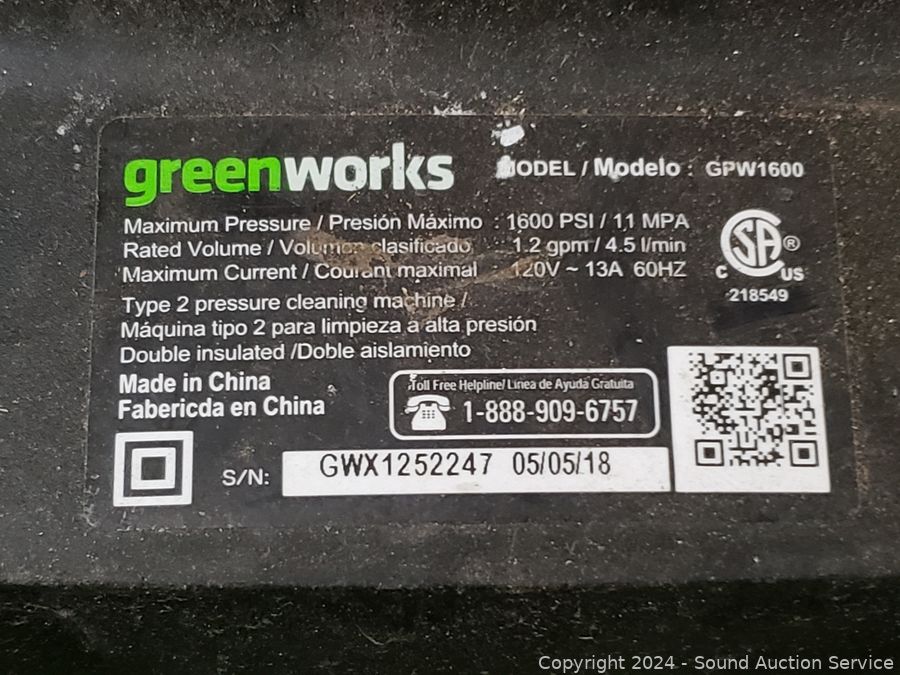 greenworks MODEL / Modelo : GPW1600
Maximum Pressure / Presión Máximo : 1600 PSI / 11 MPA
Rated Volume / Volumen clasificado : 1.2 gpm / 4.5 l/min
Maximum Current / Courant maximal : 120V ~ 13A 60HZ
Type 2 pressure cleaning machine /
Máquina tipo 2 para limpieza a alta presión
Double insulated /Doble aislamiento
Made in China
Fabericda en China
CSA®
C US
218549
Toll Free Helpline/ Linea de Ayuda Gratuita
1-888-909-6757
S/N: GWX1252247 05/05/18
Copyright 2024 - Sound Auction Service